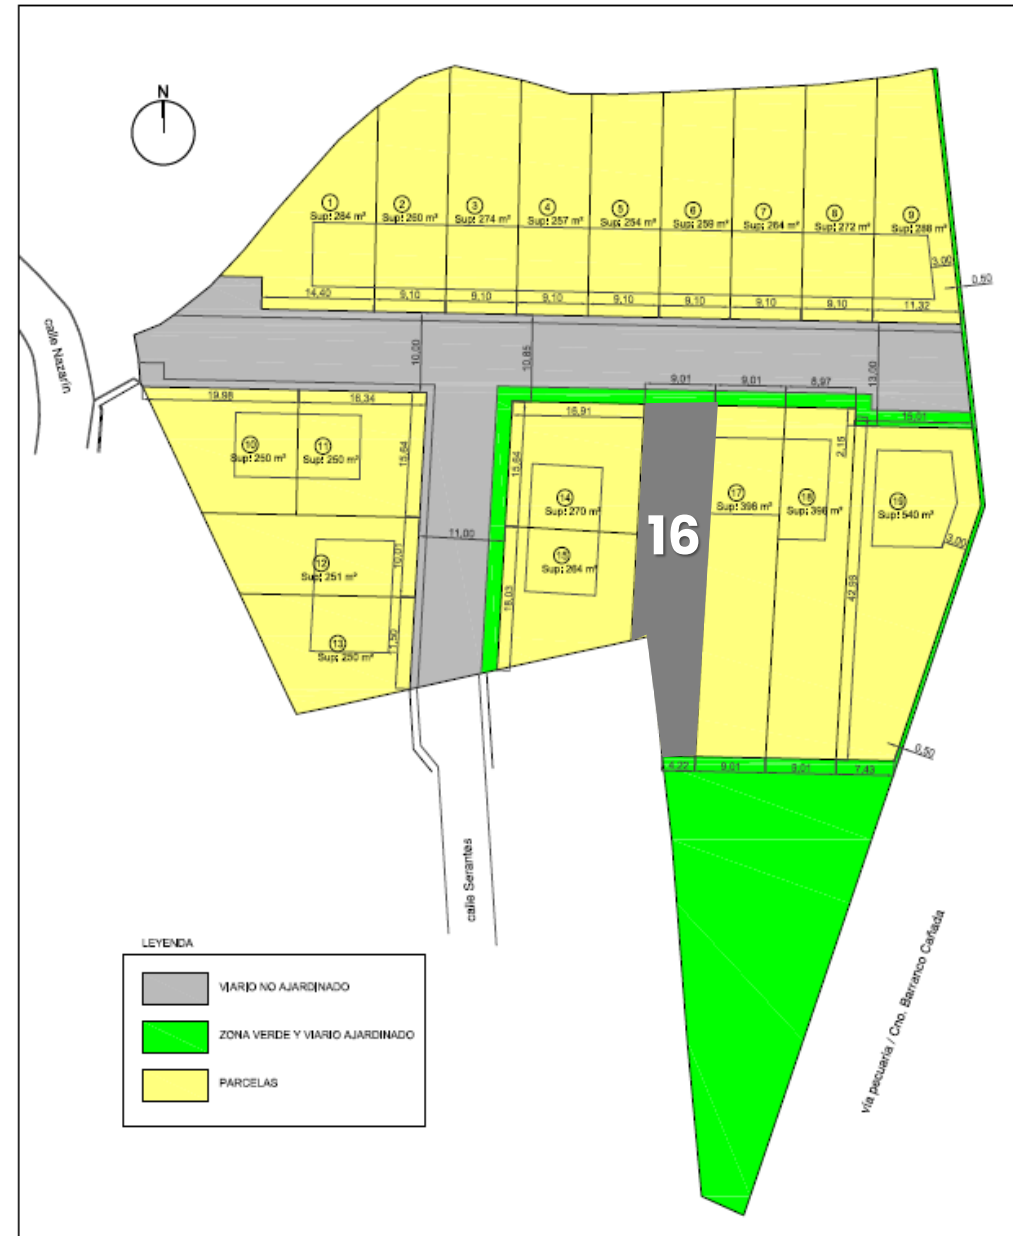 N
1
Sup: 284 m²
2
Sup: 260 m²
3
Sup: 274 m²
4
Sup: 257 m²
5
Sup: 254 m²
6
Sup: 259 m²
7
Sup: 264 m²
8
Sup: 272 m²
9
Sup: 288 m²
3,00
0,50
14,40
9,10
9,10
9,10
9,10
9,10
9,10
9,10
11,32
calle Nazarín
10,00
10,85
13,00
9,01
9,01
8,97
19,98
16,34
16,91
15,01
10
Sup: 250 m²
11
Sup: 250 m²
15,64
15,64
2,15
14
Sup: 270 m²
16
17
Sup: 396 m²
18
Sup: 396 m²
19
Sup: 540 m²
3,00
11,00
12
Sup: 251 m²
10,01
15
Sup: 264 m²
18,03
42,98
13
Sup: 250 m²
11,50
0,50
4,22
9,01
9,01
7,43
calle Serantes
vía pecuaria / Cno. Barranco Cañada
LEYENDA
VIARIO NO AJARDINADO
ZONA VERDE Y VIARIO AJARDINADO
PARCELAS